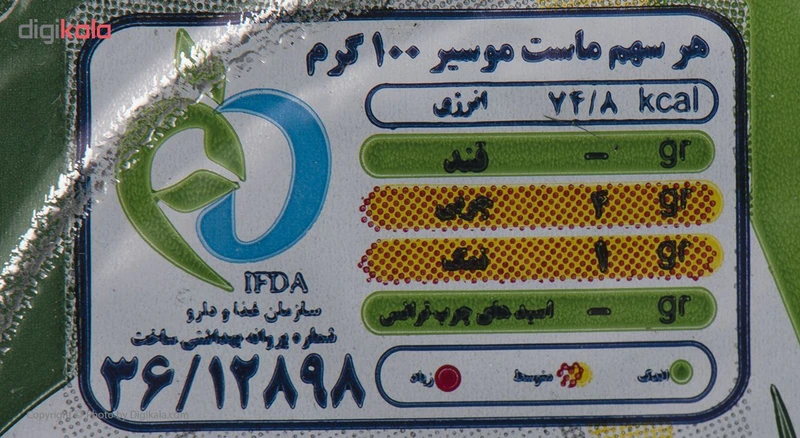 digikala
هر سهم ماست موسیر ۱۰۰ گرم
انرژی ۷۴/۸ kcal
قند - gr
چربی ۴ gr
نمک ۱ gr
اسید های چرب ترانس - gr
IFDA
سازمان غذا و دارو
شماره پروانه بهداشتی ساخت
۳۶/۱۲۸۹۸
زیاد متوسط اندک